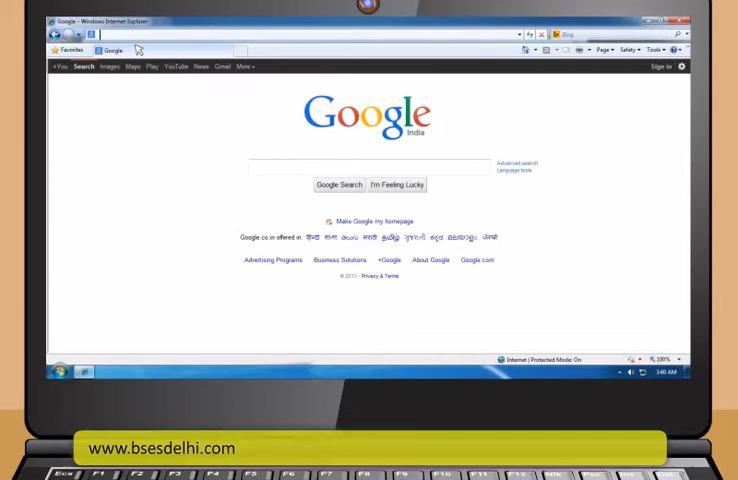 Google - Windows Internet Explorer
Bing
Favorites
Google
Page
Safety
Tools
+You Search Images Maps Play YouTube News Gmail More
Sign in
Google
India
Advanced search
Language tools
Google Search
I'm Feeling Lucky
Make Google my homepage
Google.co.in offered in: हिन्दी বাংলা తెలుగు मराठी தமிழ் ગુજરાતી ಕನ್ನಡ മലയാളം ਪੰਜਾਬੀ
Advertising Programs Business Solutions +Google About Google Google.com
© 2013 - Privacy & Terms
Internet | Protected Mode: On
100%
3:40 AM
www.bsesdelhi.com
Ecs F1 F2 F3 F4 F5 F6 F7 F8 F9 F10 F11 F12